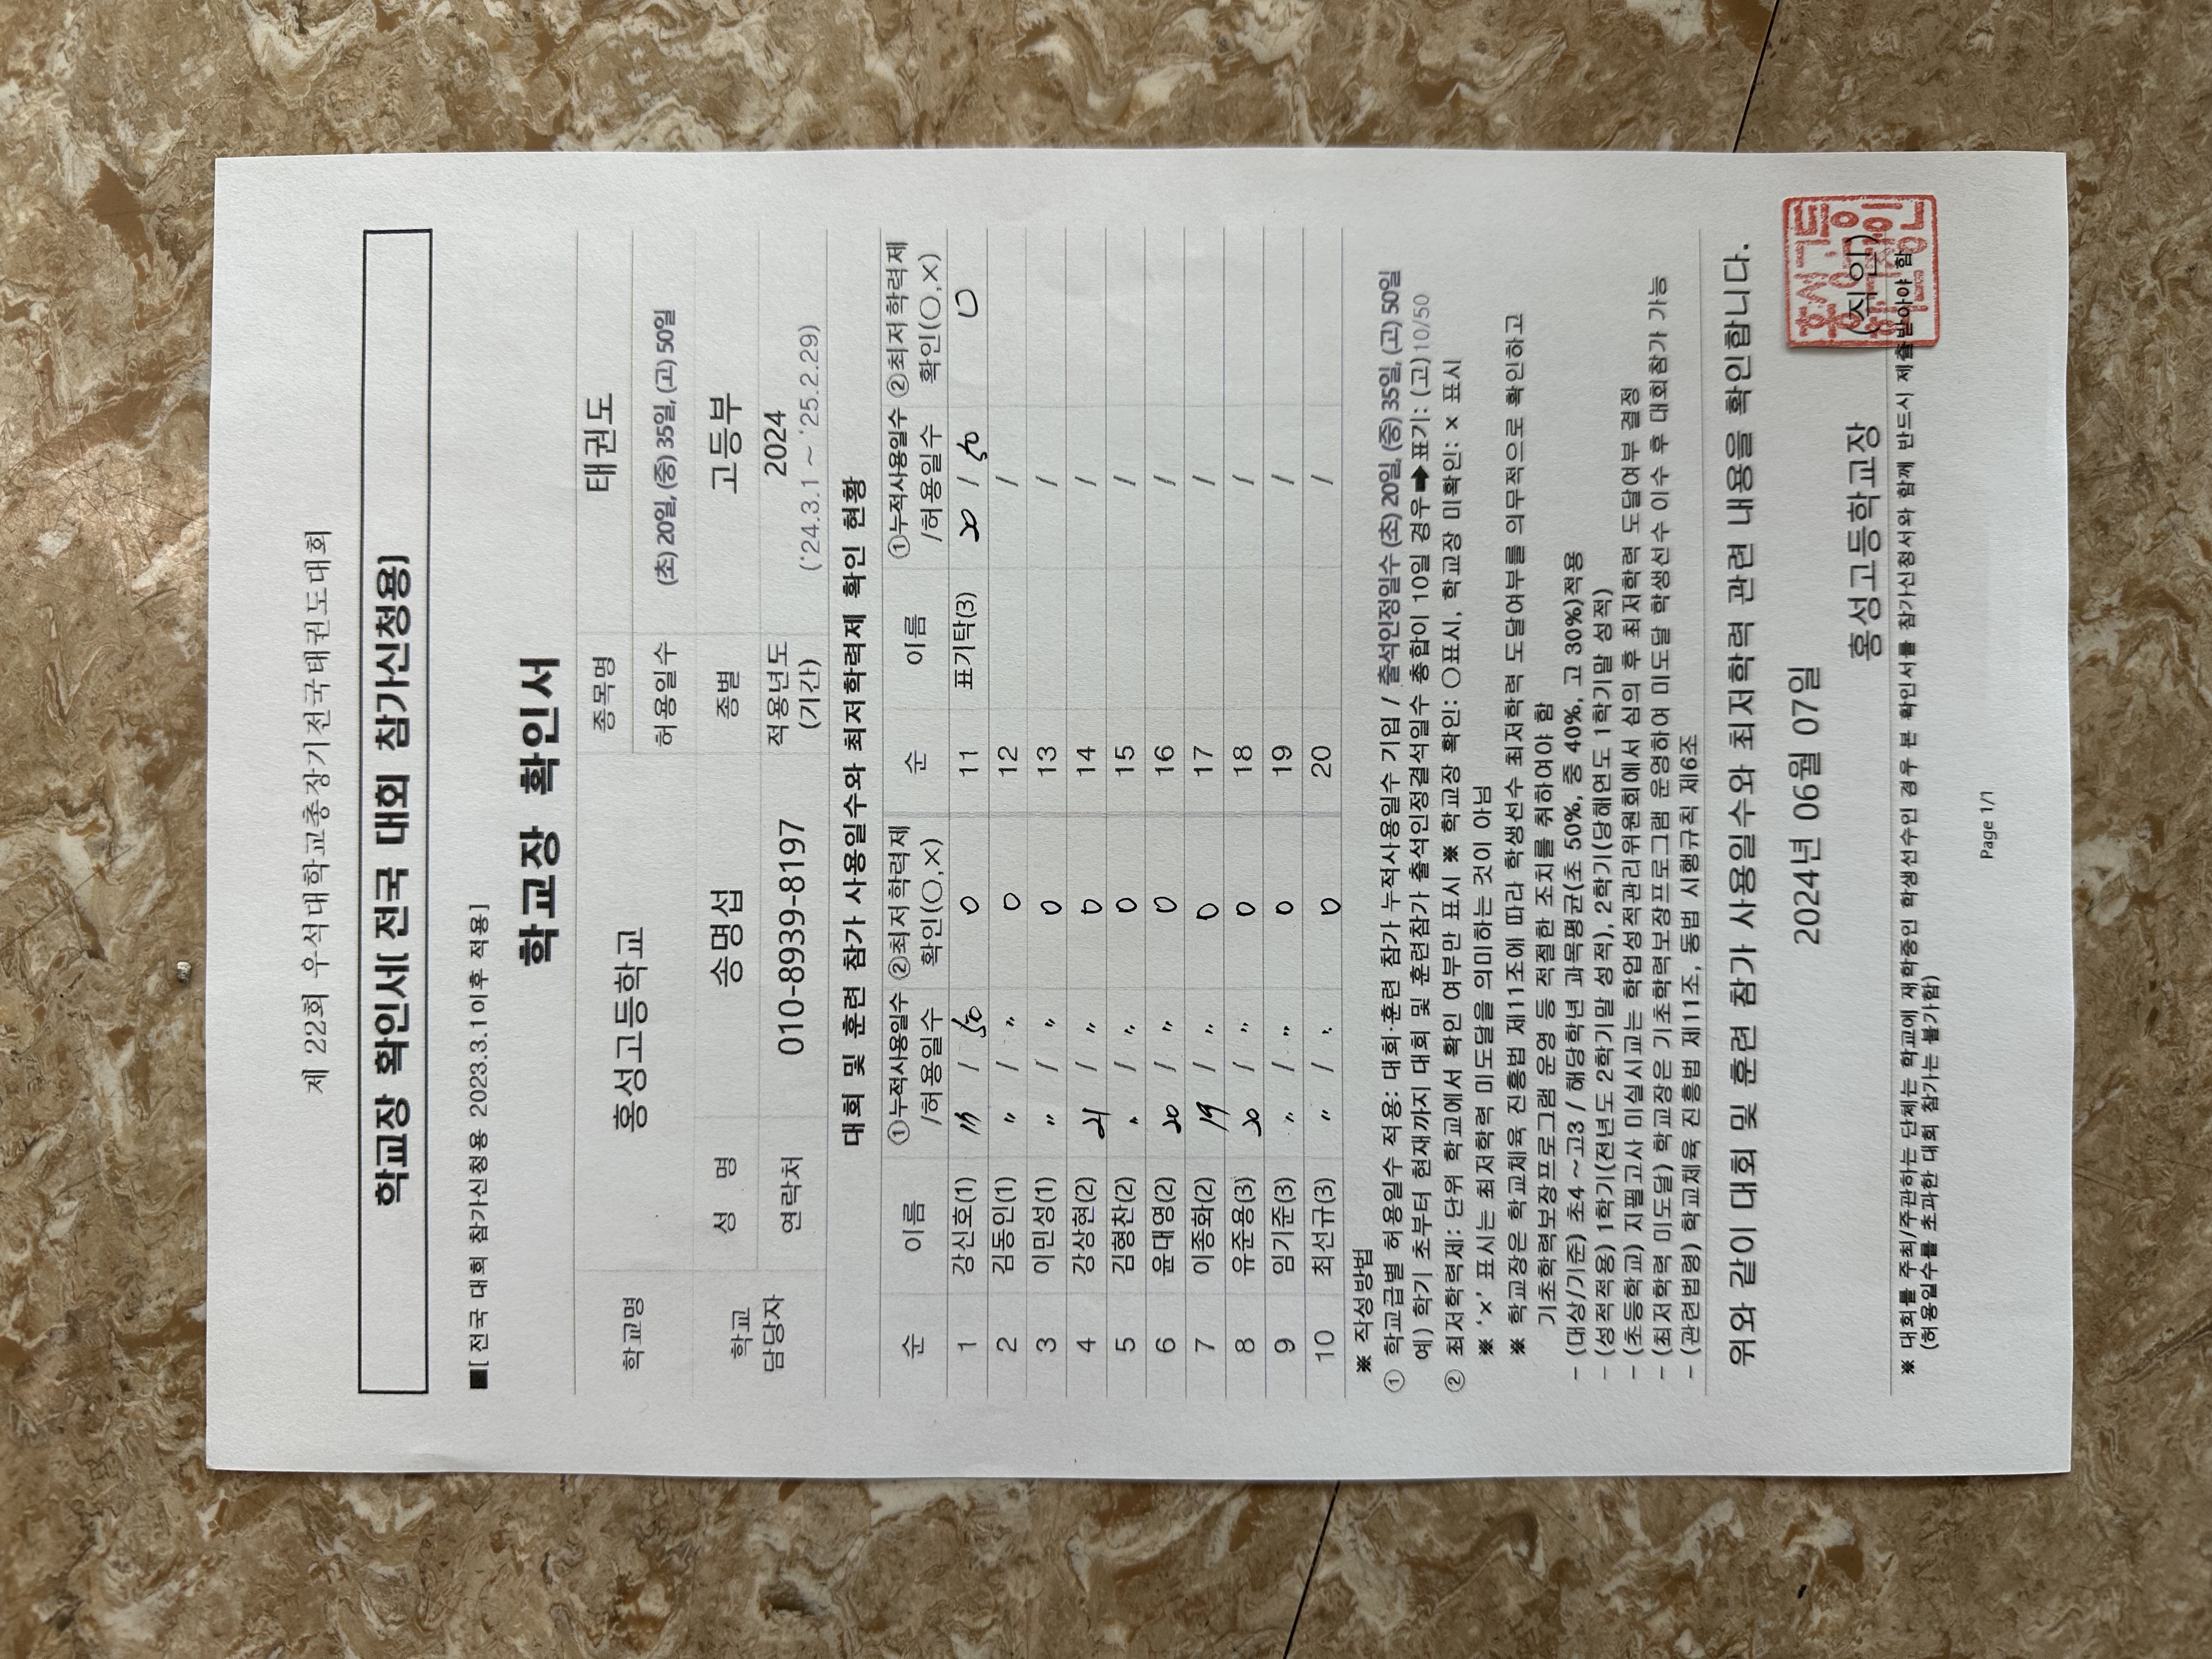 제 22회 우석대학교총장기전국태권도대회
학교장 확인서( 전국 대회 참가신청용)
■[ 전국 대회 참가신청용 2023.3.1이후 적용]
학교장 확인서
학교명 홍성고등학교 종목명 태권도
허용일수 (초) 20일, (중) 35일, (고) 50일
학교 담당자 성 명 송명섭 종별 고등부
연락처 010-8939-8197 적용년도 (기간) 2024
('24.3.1 ~ '25.2.29)
대회 및 훈련 참가 사용일수와 최저학력제 확인 현황
순 이름 ①누적사용일수 /허용일수 ②최저학력제 확인(○,×) 순 이름 ①누적사용일수 /허용일수 ②최저학력제 확인(○,×)
1 강신호(1) / 50 O 11 표기탁(3) 20 / 50 O
2 김동인(1) 〃 / 〃 O 12 /
3 이민성(1) 〃 / 〃 O 13 /
4 강상현(2) 21 / 〃 O 14 /
5 김형찬(2) 〃 / 〃 O 15 /
6 윤대영(2) 20 / 〃 O 16 /
7 이종화(2) 19 / 〃 O 17 /
8 유준용(3) 20 / 〃 O 18 /
9 임기준(3) 〃 / 〃 O 19 /
10 최선규(3) 〃 / 〃 O 20 /
※ 작성방법
① 학교급별 허용일수 적용: 대회·훈련 참가 누적사용일수 기입 / 출석인정일수 (초) 20일, (중) 35일, (고) 50일
예) 학기 초부터 현재까지 대회 및 훈련참가 출석인정결석일수 총합이 10일 경우 ➡ 표기: (고) 10/50
② 최저학력제: 단위 학교에서 확인 여부만 표시 ※ 학교장 확인: ○표시, 학교장 미확인: × 표시
※ '×' 표시는 최저학력 미도달을 의미하는 것이 아님
※ 학교장은 학교체육 진흥법 제11조에 따라 학생선수 최저학력 도달여부를 의무적으로 확인하고
기초학력보장프로그램 운영 등 적절한 조치를 취하여야 함
– (대상/기준) 초4 ~ 고3 / 해당학년 과목평균(초 50%, 중 40%, 고 30%)적용
– (성적적용) 1학기(전년도 2학기말 성적), 2학기(당해연도 1학기말 성적)
– (초등학교) 지필고사 미실시교는 학업성적관리위원회에서 심의 후 최저학력 도달여부 결정
– (최저학력 미도달) 학교장은 기초학력보장프로그램 운영하여 미도달 학생선수 이수 후 대회참가 가능
– (관련법령) 학교체육 진흥법 제11조, 동법 시행규칙 제6조
위와 같이 대회 및 훈련 참가 사용일수와 최저학력 관련 내용을 확인합니다.
2024년 06월 07일
홍성고등학교장 (직인)
※ 대회를 주최/주관하는 단체는 학교에 재학중인 학생선수인 경우 본 확인서를 참가신청서와 함께 반드시 제출받아야 함
(허용일수를 초과한 대회 참가는 불가함)
Page 1/1